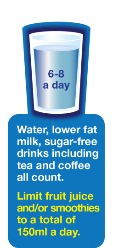 6-8
a day
Water, lower fat
milk, sugar-free
drinks including
tea and coffee
all count.
Limit fruit juice
and/or smoothies
to a total of
150ml a day.